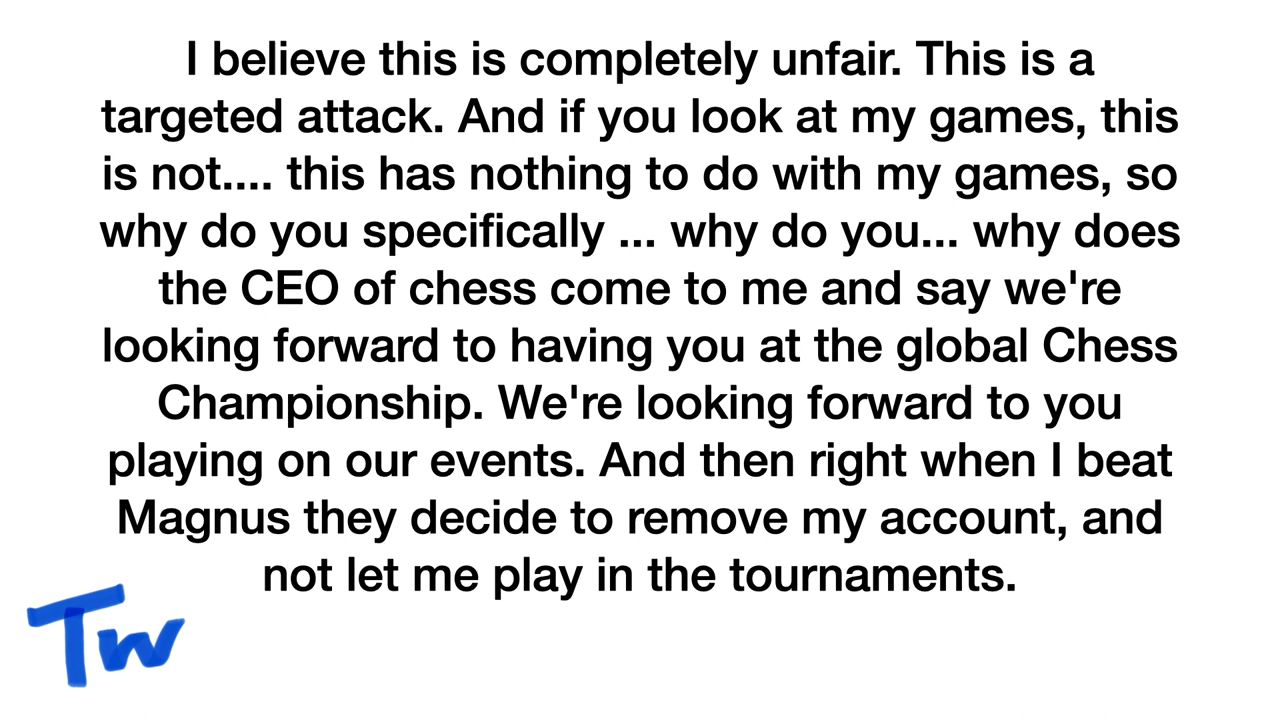 I believe this is completely unfair. This is a
targeted attack. And if you look at my games, this
is not.... this has nothing to do with my games, so
why do you specifically ... why do you... why does
the CEO of chess come to me and say we're
looking forward to having you at the global Chess
Championship. We're looking forward to you
playing on our events. And then right when I beat
Magnus they decide to remove my account, and
not let me play in the tournaments.
Tw